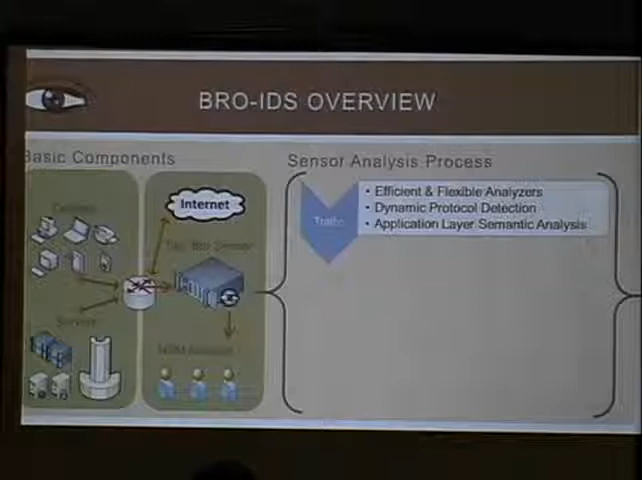 BRO-IDS OVERVIEW
Basic Components
Sensor Analysis Process
Internet
Traffic
• Efficient & Flexible Analyzers
• Dynamic Protocol Detection
• Application Layer Semantic Analysis